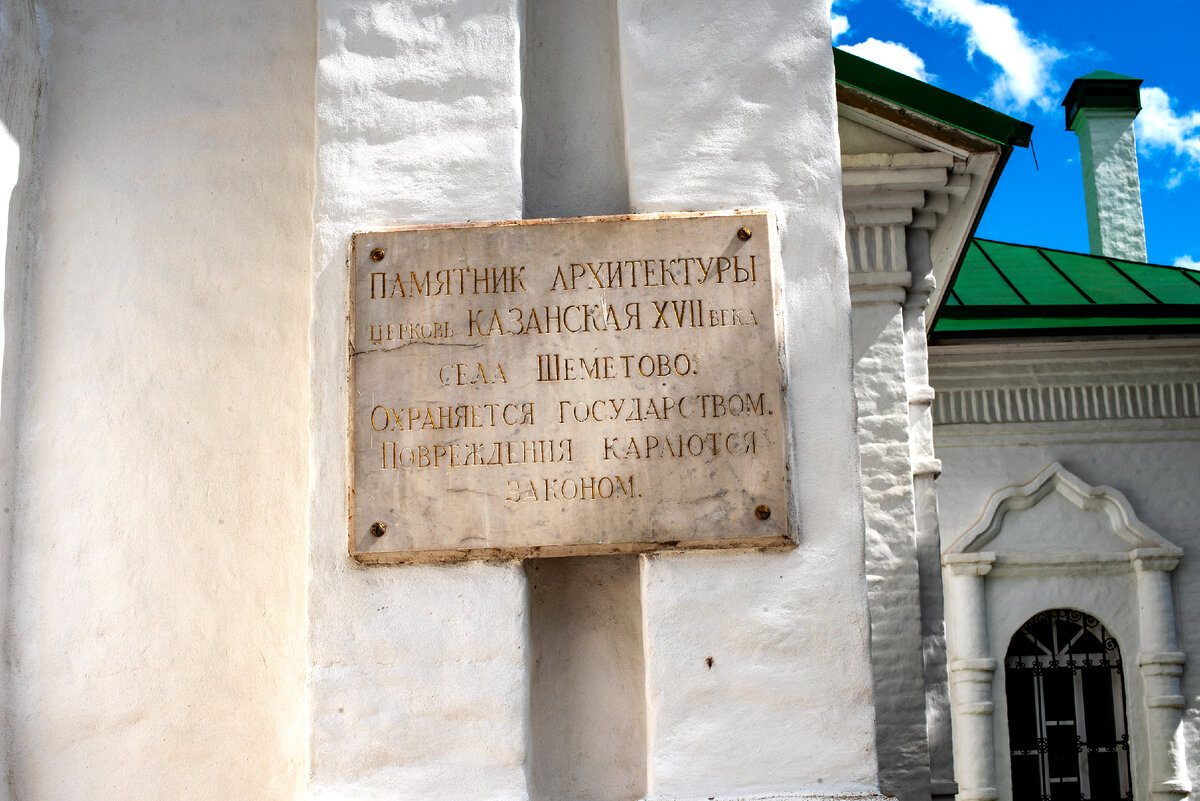 ПАМЯТНИК АРХИТЕКТУРЫ
ЦЕРКОВЬ КАЗАНСКАЯ XVII ВЕКА
СЕЛА ШЕМЕТОВО.
ОХРАНЯЕТСЯ ГОСУДАРСТВОМ.
ПОВРЕЖДЕНИЯ КАРАЮТСЯ
ЗАКОНОМ.